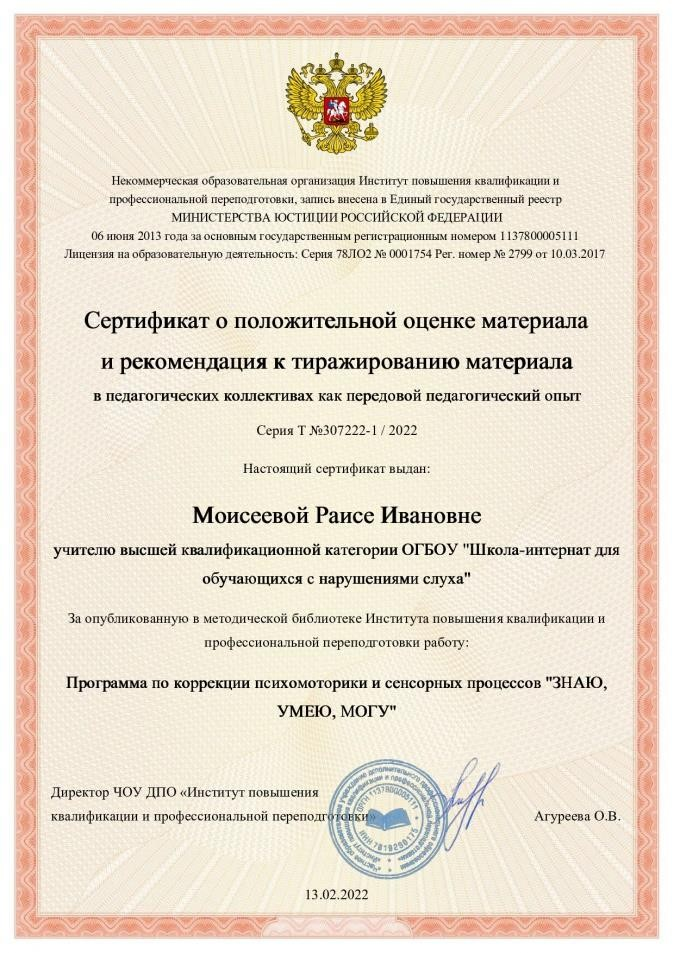 Некоммерческая образовательная организация Институт повышения квалификации и
профессиональной переподготовки, запись внесена в Единый государственный реестр
МИНИСТЕРСТВА ЮСТИЦИИ РОССИЙСКОЙ ФЕДЕРАЦИИ
06 июня 2013 года за основным государственным регистрационным номером 1137800005111
Лицензия на образовательную деятельность: Серия 78ЛО2 № 0001754 Рег. номер № 2799 от 10.03.2017
Сертификат о положительной оценке материала
и рекомендация к тиражированию материала
в педагогических коллективах как передовой педагогический опыт
Серия Т №307222-1 / 2022
Настоящий сертификат выдан:
Моисеевой Раисе Ивановне
учителю высшей квалификационной категории ОГБОУ "Школа-интернат для
обучающихся с нарушениями слуха"
За опубликованную в методической библиотеке Института повышения квалификации и
профессиональной переподготовки работу:
Программа по коррекции психомоторики и сенсорных процессов "ЗНАЮ,
УМЕЮ, МОГУ"
Директор ЧОУ ДПО «Институт повышения
квалификации и профессиональной переподготовки»
Агуреева О.В.
ОГРН 1137800005111
ИНН 7819290175
13.02.2022